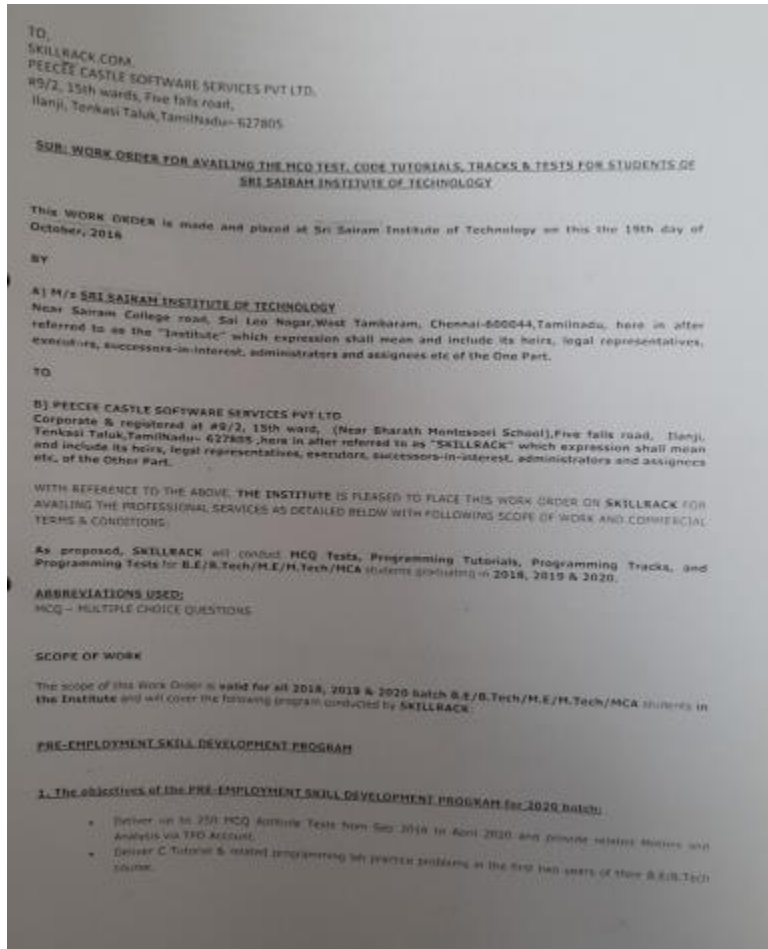 TO,
SKILLRACK.COM
PEECEE CASTLE SOFTWARE SERVICES PVT LTD,
#9/2, 15th wards, Five falls road,
Ilanji, Tenkasi Taluk,TamilNadu- 627805
SUB: WORK ORDER FOR AVAILING THE MCQ TEST, CODE TUTORIALS, TRACKS & TESTS FOR STUDENTS OF
SRI SAIRAM INSTITUTE OF TECHNOLOGY
This WORK ORDER is made and placed at Sri Sairam Institute of Technology on this the 19th day of
October, 2016
BY
A] M/s SRI SAIRAM INSTITUTE OF TECHNOLOGY
Near Sairam College road, Sai Leo Nagar,West Tambaram, Chennai-600044,Tamilnadu, here in after
referred to as the "Institute" which expression shall mean and include its heirs, legal representatives,
executors, successors-in-interest, administrators and assignees etc of the One Part.
TO
B] PEECEE CASTLE SOFTWARE SERVICES PVT LTD
Corporate & registered at #9/2, 15th ward, (Near Bharath Montessori School),Five falls road, Ilanji,
Tenkasi Taluk,TamilNadu- 627805 ,here in after referred to as "SKILLRACK" which expression shall mean
and include its heirs, legal representatives, executors, successors-in-interest, administrators and assignees
etc, of the Other Part.
WITH REFERENCE TO THE ABOVE, THE INSTITUTE IS PLEASED TO PLACE THIS WORK ORDER ON SKILLRACK FOR
AVAILING THE PROFESSIONAL SERVICES AS DETAILED BELOW WITH FOLLOWING SCOPE OF WORK AND COMMERCIAL
TERMS & CONDITIONS:
As proposed, SKILLRACK will conduct MCQ Tests, Programming Tutorials, Programming Tracks, and
Programming Tests for B.E/B.Tech/M.E/M.Tech/MCA students graduating in 2018, 2019 & 2020.
ABBREVIATIONS USED:
MCQ – MULTIPLE CHOICE QUESTIONS
SCOPE OF WORK
The scope of this Work Order is valid for all 2018, 2019 & 2020 batch B.E/B.Tech/M.E/M.Tech/MCA students in
the Institute and will cover the following program conducted by SKILLRACK:
PRE-EMPLOYMENT SKILL DEVELOPMENT PROGRAM
1. The objectives of the PRE-EMPLOYMENT SKILL DEVELOPMENT PROGRAM for 2020 batch:
• Deliver up to 250 MCQ Aptitude Tests from Sep 2016 to April 2020 and provide related Metrics and
Analysis via TPO Account.
• Deliver C Tutorial & related programming lab practice problems in the first two years of their B.E/B.Tech
course.